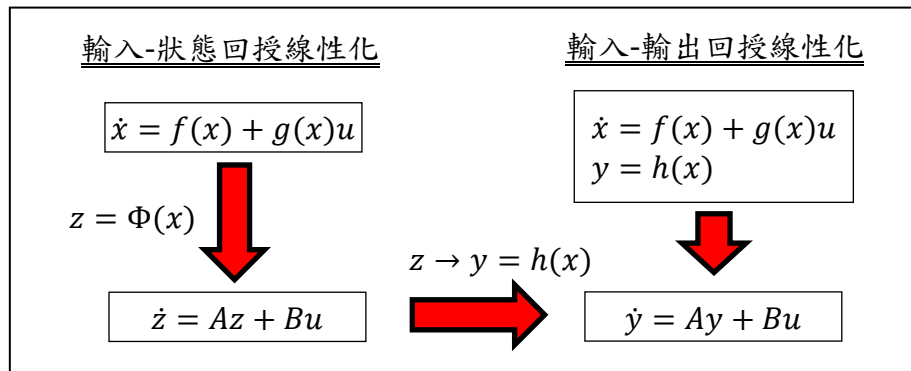 輸入-狀態回授線性化
ẋ = f(x) + g(x)u
z = Φ(x)
ż = Az + Bu
z → y = h(x)
輸入-輸出回授線性化
ẋ = f(x) + g(x)u
y = h(x)
ẏ = Ay + Bu